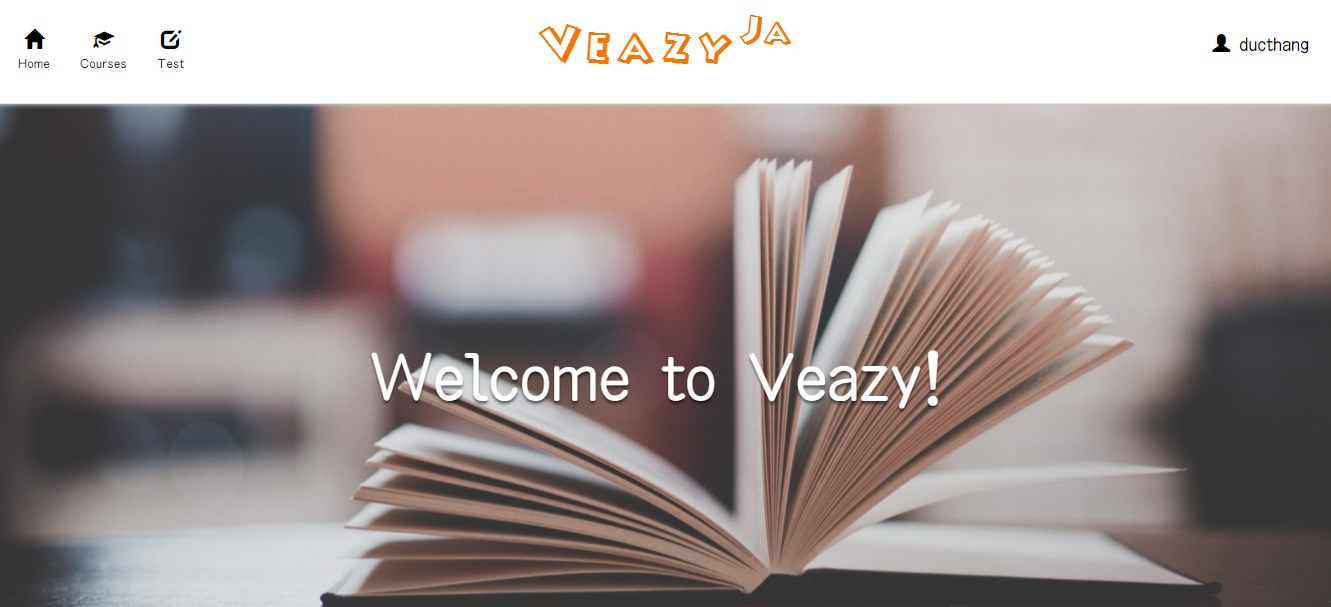 Home
Courses
Test
VEAZY JA
ducthang
Welcome to Veazy!